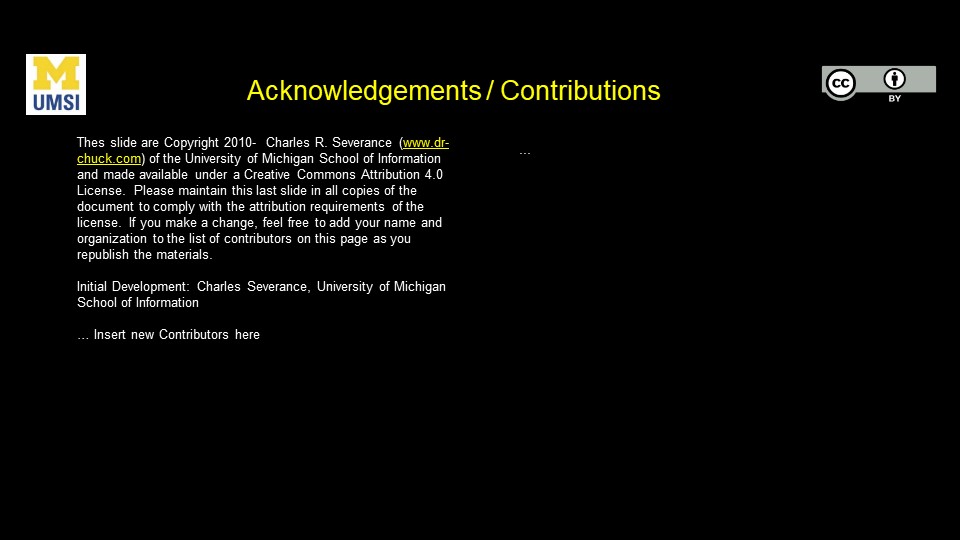 M
UMSI
Acknowledgements / Contributions
cc
BY
Thes slide are Copyright 2010- Charles R. Severance (www.dr-
chuck.com) of the University of Michigan School of Information
and made available under a Creative Commons Attribution 4.0
License. Please maintain this last slide in all copies of the
document to comply with the attribution requirements of the
license. If you make a change, feel free to add your name and
organization to the list of contributors on this page as you
republish the materials.
Initial Development: Charles Severance, University of Michigan
School of Information
… Insert new Contributors here
...